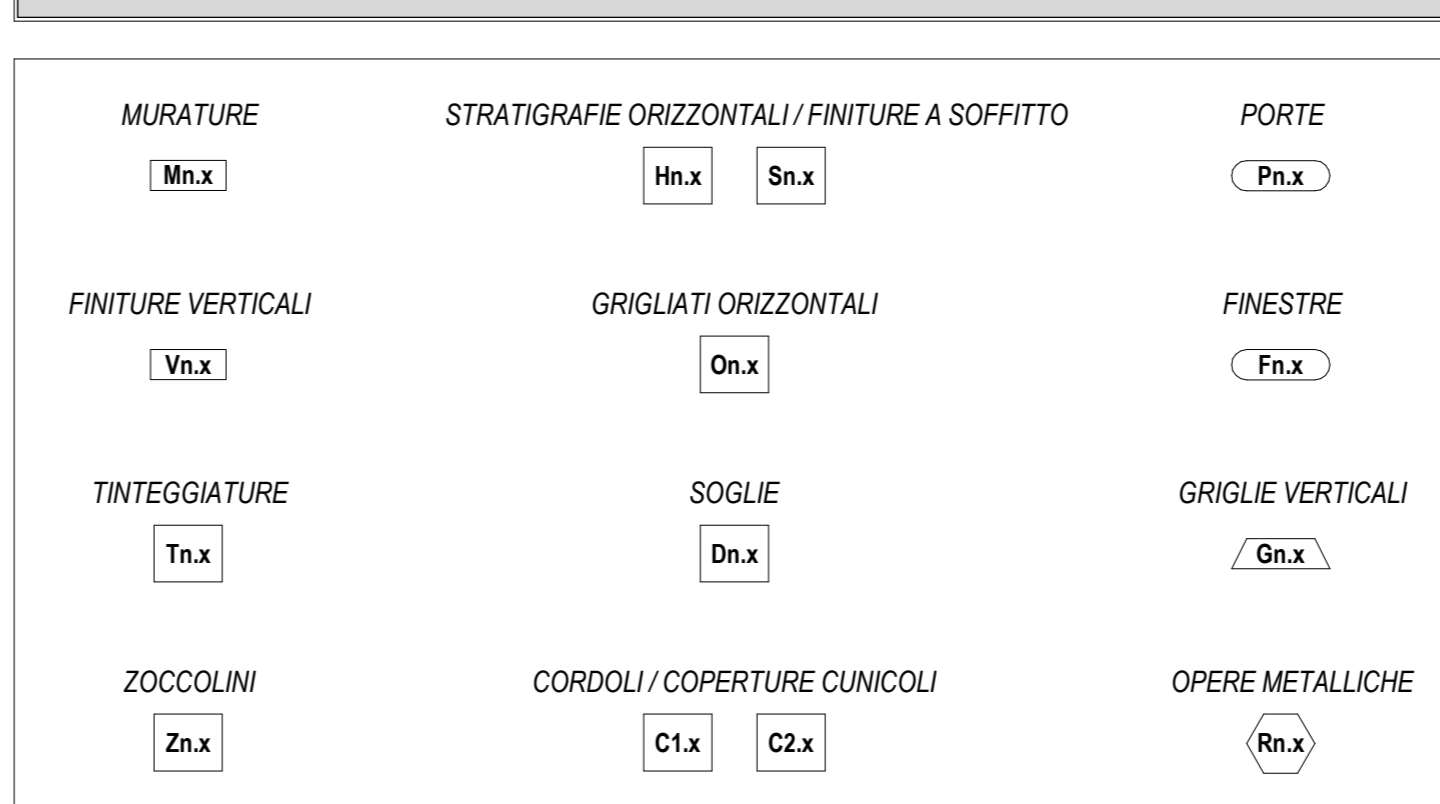 MURATURE STRATIGRAFIE ORIZZONTALI / FINITURE A SOFFITTO PORTE
Mn.x Hn.x Sn.x Pn.x
FINITURE VERTICALI GRIGLIATI ORIZZONTALI FINESTRE
Vn.x On.x Fn.x
TINTEGGIATURE SOGLIE GRIGLIE VERTICALI
Tn.x Dn.x Gn.x
ZOCCOLINI CORDOLI / COPERTURE CUNICOLI OPERE METALLICHE
Zn.x C1.x C2.x Rn.x